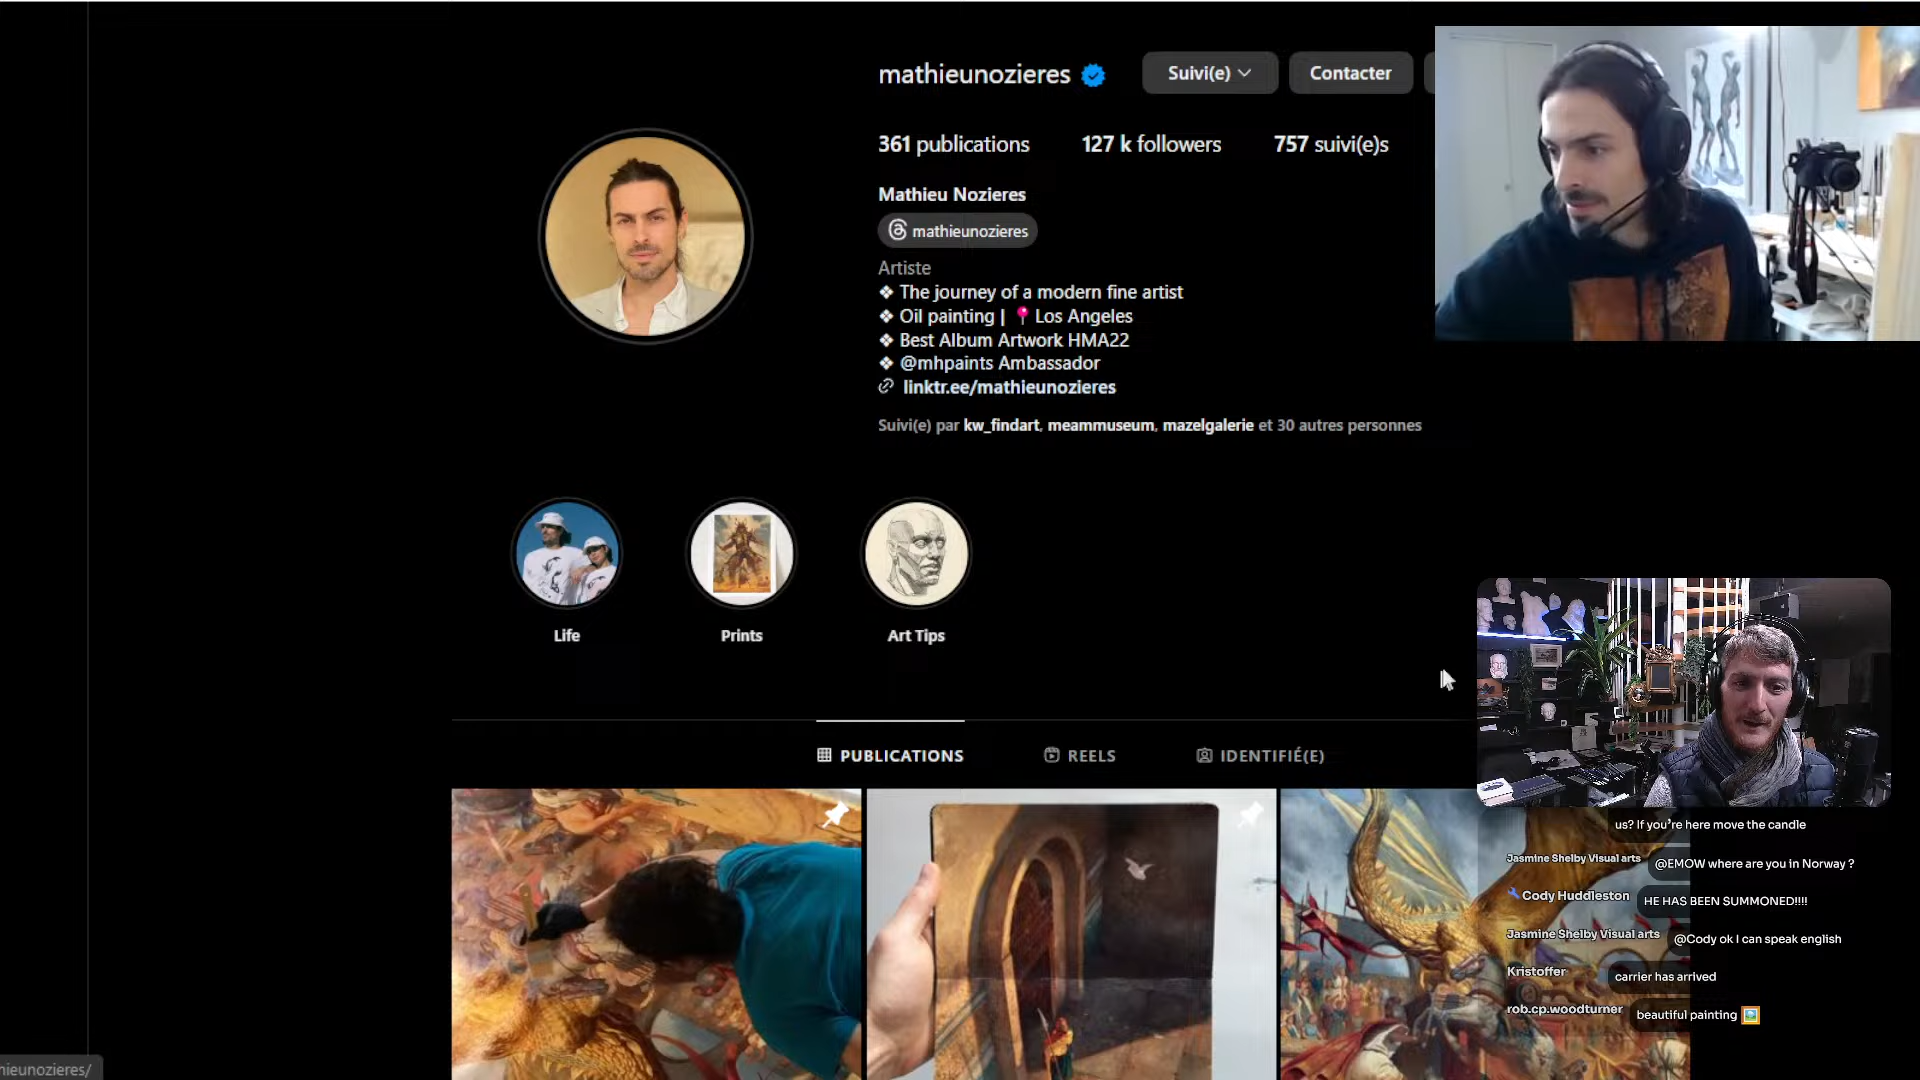 mathieunozieres
Suivi(e)
Contacter
361 publications
127 k followers
757 suivi(e)s
Mathieu Nozieres
mathieunozieres
Artiste
❖ The journey of a modern fine artist
❖ Oil painting | 📍 Los Angeles
❖ Best Album Artwork HMA22
❖ @mhpaints Ambassador
linktr.ee/mathieunozieres
Suivi(e) par kw_findart, meammuseum, mazelgalerie et 30 autres personnes
Life
Prints
Art Tips
PUBLICATIONS
REELS
IDENTIFIÉ(E)
us? If you're here move the candle
Jasmine Shelby Visual arts @EMOW where are you in Norway ?
Cody Huddleston HE HAS BEEN SUMMONED!!!!
Jasmine Shelby Visual arts @Cody ok I can speak english
Kristoffer carrier has arrived
rob.cp.woodturner beautiful painting 🖼️
nieunozieres/